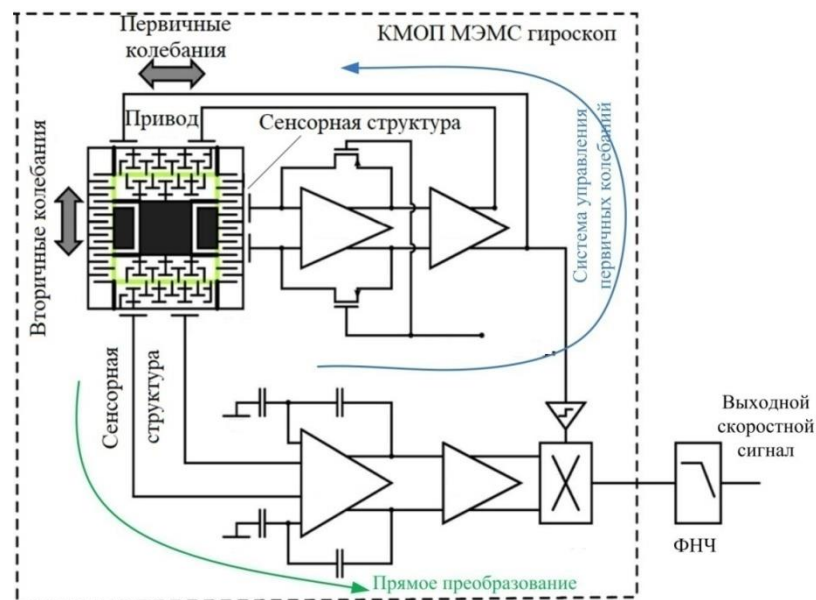 Первичные
колебания
КМОП МЭМС гироскоп
Привод
Сенсорная структура
Вторичные колебания
Система управления
первичных колебаний
Сенсорная
структура
Выходной
скоростной
сигнал
ФНЧ
Прямое преобразование